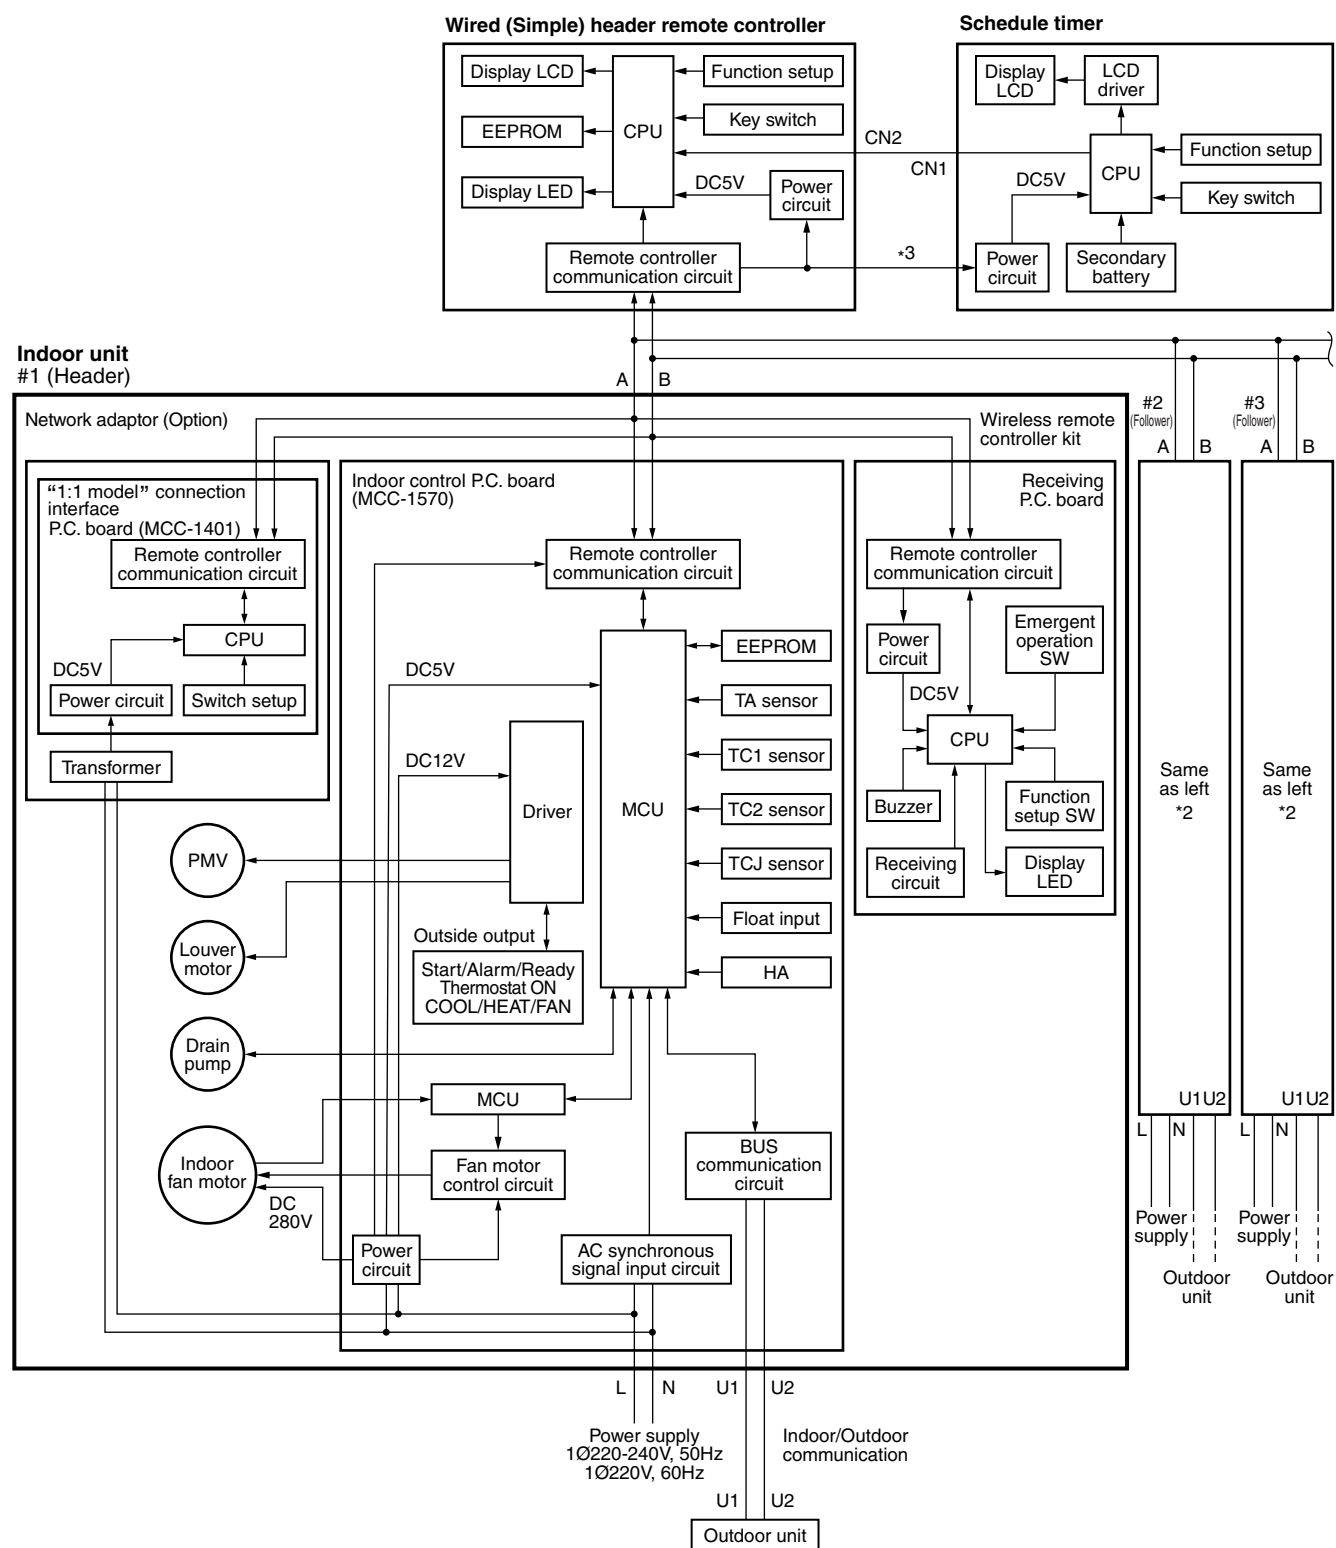 Wired (Simple) header remote controller
Schedule timer
Display LCD
CPU
Function setup
EEPROM
Key switch
Display LED
DC5V
Power
circuit
Remote controller
communication circuit
CN2
CN1
*3
Display
LCD
LCD
driver
CPU
Function setup
DC5V
Key switch
Power
circuit
Secondary
battery
Indoor unit
#1 (Header)
A
B
Network adaptor (Option)
Wireless remote
controller kit
#2
(Follower)
A
B
#3
(Follower)
A
B
“1:1 model” connection
interface
P.C. board (MCC-1401)
Remote controller
communication circuit
CPU
DC5V
Power circuit
Switch setup
Transformer
Indoor control P.C. board
(MCC-1570)
Remote controller
communication circuit
DC5V
DC12V
Driver
MCU
EEPROM
TA sensor
TC1 sensor
TC2 sensor
TCJ sensor
Float input
HA
Outside output
Start/Alarm/Ready
Thermostat ON
COOL/HEAT/FAN
Receiving
P.C. board
Remote controller
communication circuit
Power
circuit
Emergent
operation
SW
DC5V
CPU
Buzzer
Function
setup SW
Receiving
circuit
Display
LED
Same
as left
*2
Same
as left
*2
PMV
Louver
motor
Drain
pump
Indoor
fan motor
DC
280V
MCU
Fan motor
control circuit
BUS
communication
circuit
Power
circuit
AC synchronous
signal input circuit
U1U2
U1U2
L
N
L
N
Power
supply
Power
supply
Outdoor
unit
Outdoor
unit
L
N
U1
U2
Power supply
1Ø220-240V, 50Hz
1Ø220V, 60Hz
Indoor/Outdoor
communication
U1
U2
Outdoor unit